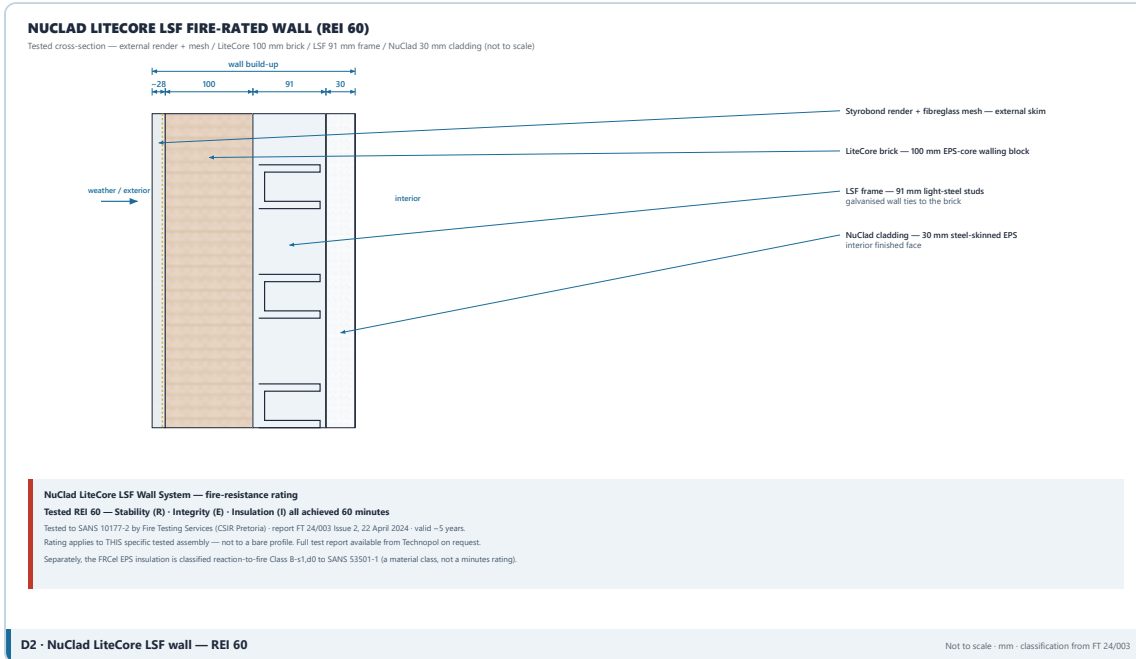 NUCLAD LITECORE LSF FIRE-RATED WALL (REI 60)
Tested cross-section — external render + mesh / LiteCore 100 mm brick / LSF 91 mm frame / NuClad 30 mm cladding (not to scale)
wall build-up
~28 100 91 30
Styrobond render + fibreglass mesh — external skim
LiteCore brick — 100 mm EPS-core walling block
weather / exterior
interior
LSF frame — 91 mm light-steel studs
galvanised wall ties to the brick
NuClad cladding — 30 mm steel-skinned EPS
interior finished face
NuClad LiteCore LSF Wall System — fire-resistance rating
Tested REI 60 — Stability (R) · Integrity (E) · Insulation (I) all achieved 60 minutes
Tested to SANS 10177-2 by Fire Testing Services (CSIR Pretoria) · report FT 24/003 Issue 2, 22 April 2024 · valid ~5 years.
Rating applies to THIS specific tested assembly — not to a bare profile. Full test report available from Technopol on request.
Separately, the FRCel EPS insulation is classified reaction-to-fire Class B-s1,d0 to SANS 53501-1 (a material class, not a minutes rating).
D2 · NuClad LiteCore LSF wall — REI 60
Not to scale · mm · classification from FT 24/003